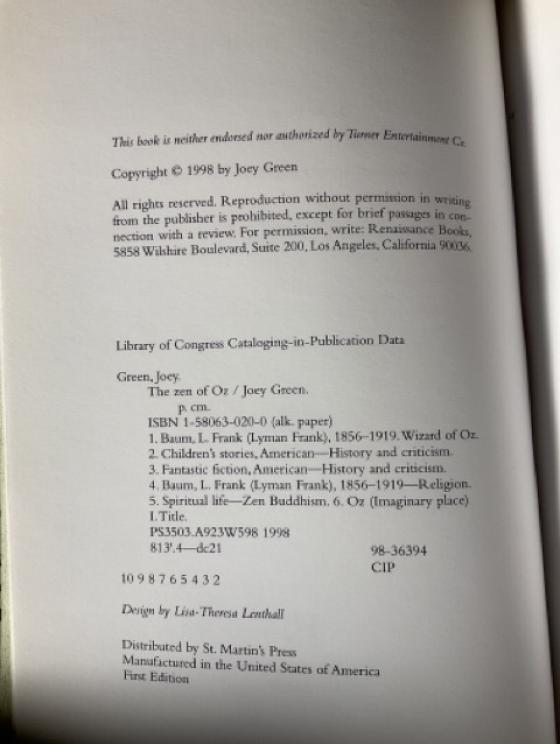 This book is neither endorsed nor authorized by Turner Entertainment Co.
Copyright © 1998 by Joey Green
All rights reserved. Reproduction without permission in writing
from the publisher is prohibited, except for brief passages in con-
nection with a review. For permission, write: Renaissance Books,
5858 Wilshire Boulevard, Suite 200, Los Angeles, California 90036.
Library of Congress Cataloging-in-Publication Data
Green, Joey.
The zen of Oz / Joey Green.
p. cm.
ISBN 1-58063-020-0 (alk. paper)
1. Baum, L. Frank (Lyman Frank), 1856-1919. Wizard of Oz.
2. Children's stories, American—History and criticism.
3. Fantastic fiction, American—History and criticism.
4. Baum, L. Frank (Lyman Frank), 1856-1919—Religion.
5. Spiritual life—Zen Buddhism. 6. Oz (Imaginary place)
I. Title.
PS3503.A923W598 1998
813'.4—dc21 98-36394
CIP
10 9 8 7 6 5 4 3 2
Design by Lisa-Theresa Lenthall
Distributed by St. Martin's Press
Manufactured in the United States of America
First Edition